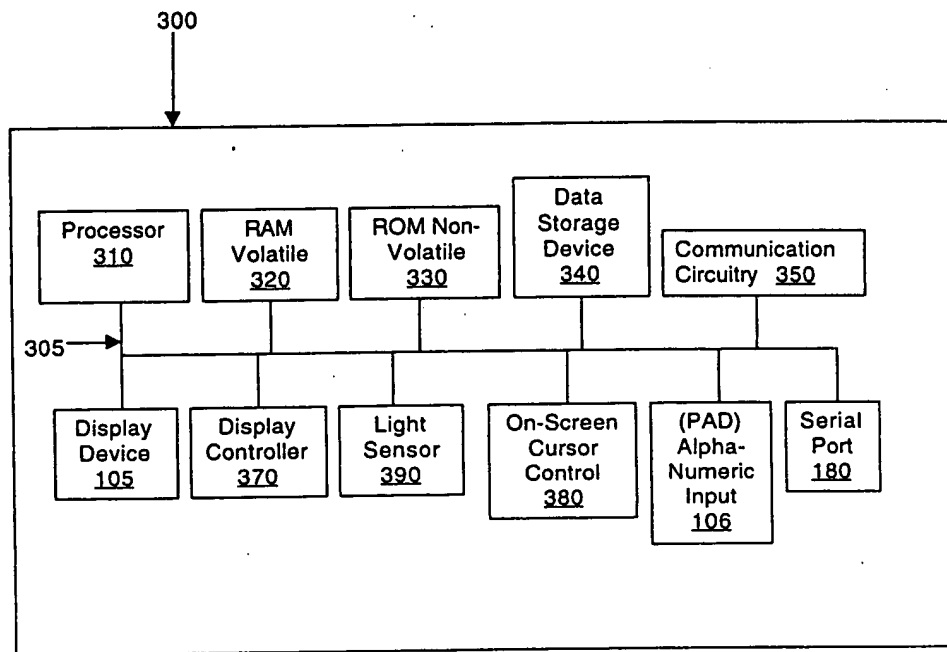 300
Processor
310
RAM
Volatile
320
ROM Non-
Volatile
330
Data
Storage
Device
340
Communication
Circuitry 350
305
Display
Device
105
Display
Controller
370
Light
Sensor
390
On-Screen
Cursor
Control
380
(PAD)
Alpha-
Numeric
Input
106
Serial
Port
180